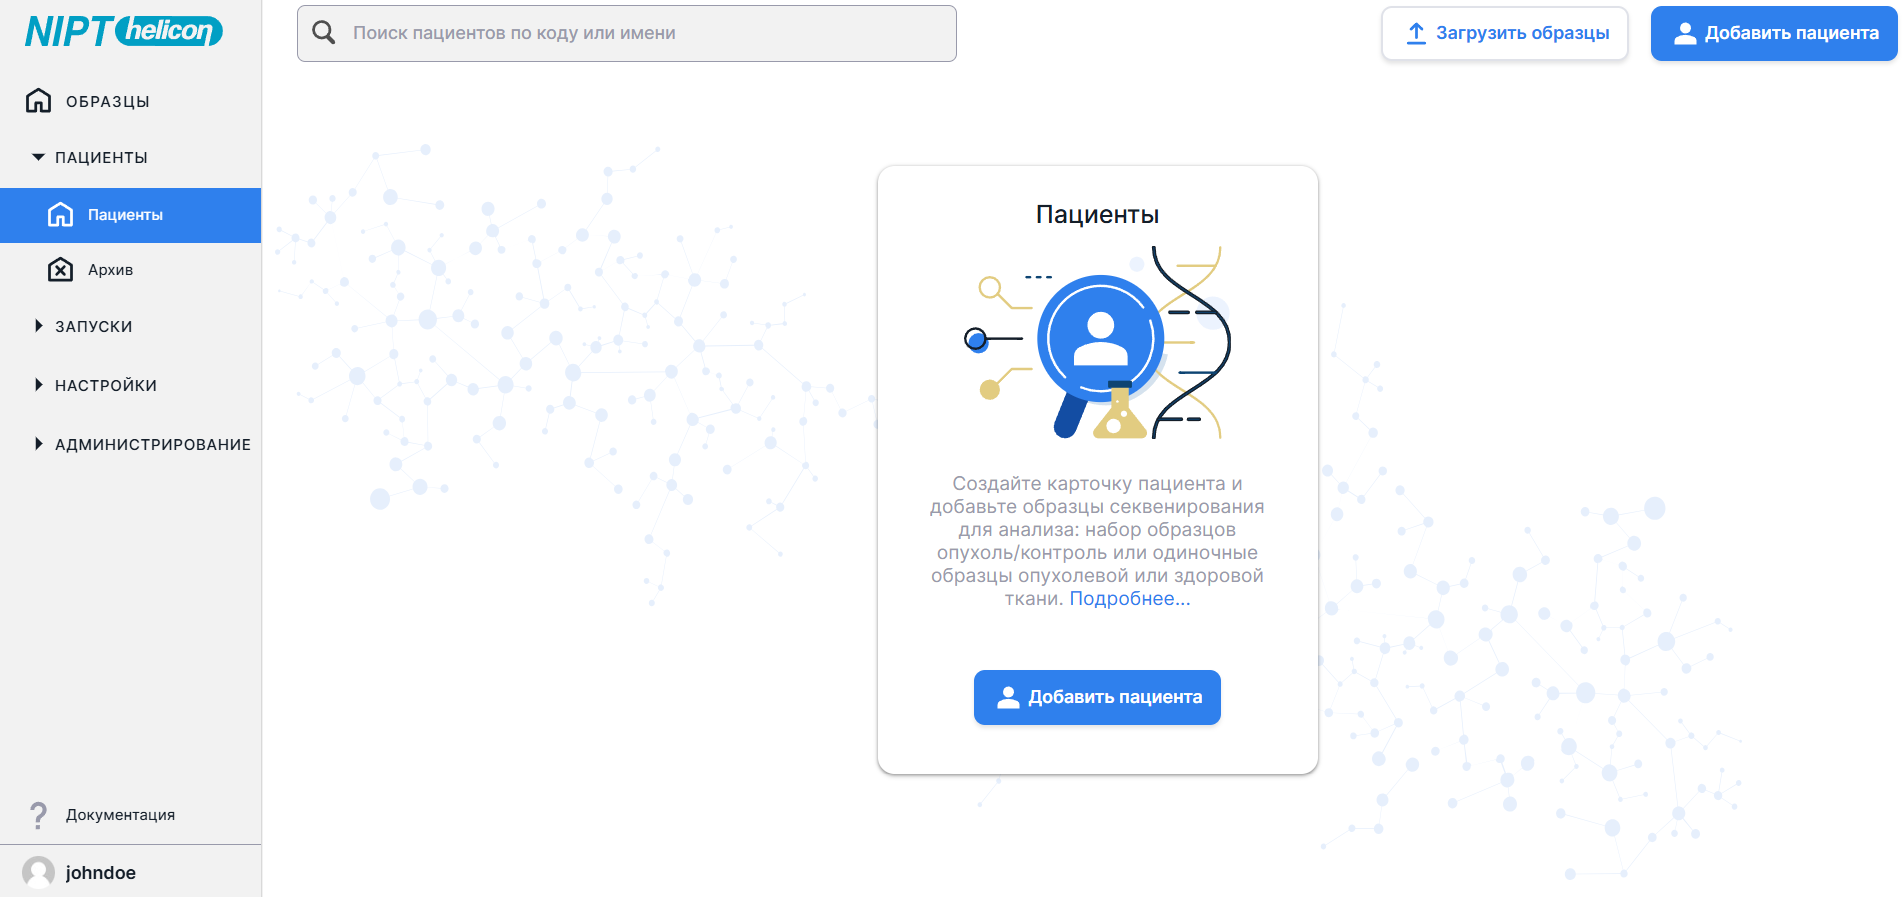 NIPT helicon
Поиск пациентов по коду или имени
Загрузить образцы
Добавить пациента
ОБРАЗЦЫ
ПАЦИЕНТЫ
Пациенты
Архив
ЗАПУСКИ
НАСТРОЙКИ
АДМИНИСТРИРОВАНИЕ
Пациенты
Создайте карточку пациента и
добавьте образцы секвенирования
для анализа: набор образцов
опухоль/контроль или одиночные
образцы опухолевой или здоровой
ткани. Подробнее...
Добавить пациента
Документация
johndoe